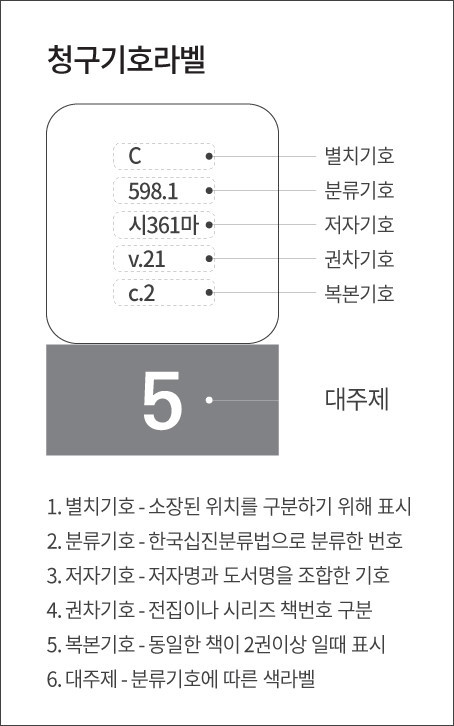 청구기호라벨
C 별치기호
598.1 분류기호
시361마 저자기호
v.21 권차기호
c.2 복본기호
5 대주제
1. 별치기호 - 소장된 위치를 구분하기 위해 표시
2. 분류기호 - 한국십진분류법으로 분류한 번호
3. 저자기호 - 저자명과 도서명을 조합한 기호
4. 권차기호 - 전집이나 시리즈 책번호 구분
5. 복본기호 - 동일한 책이 2권이상 일때 표시
6. 대주제 - 분류기호에 따른 색라벨